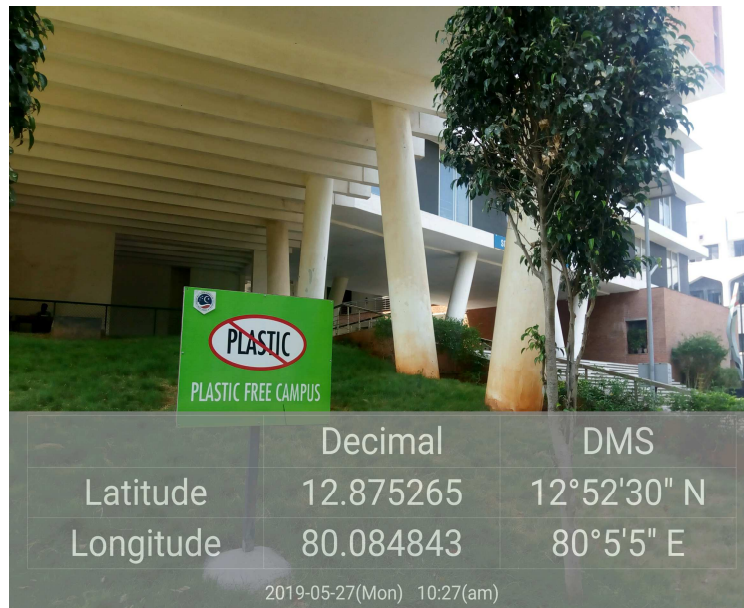 PLASTIC
PLASTIC FREE CAMPUS
Decimal DMS
Latitude 12.875265 12°52'30" N
Longitude 80.084843 80°5'5" E
2019-05-27(Mon) 10:27(am)